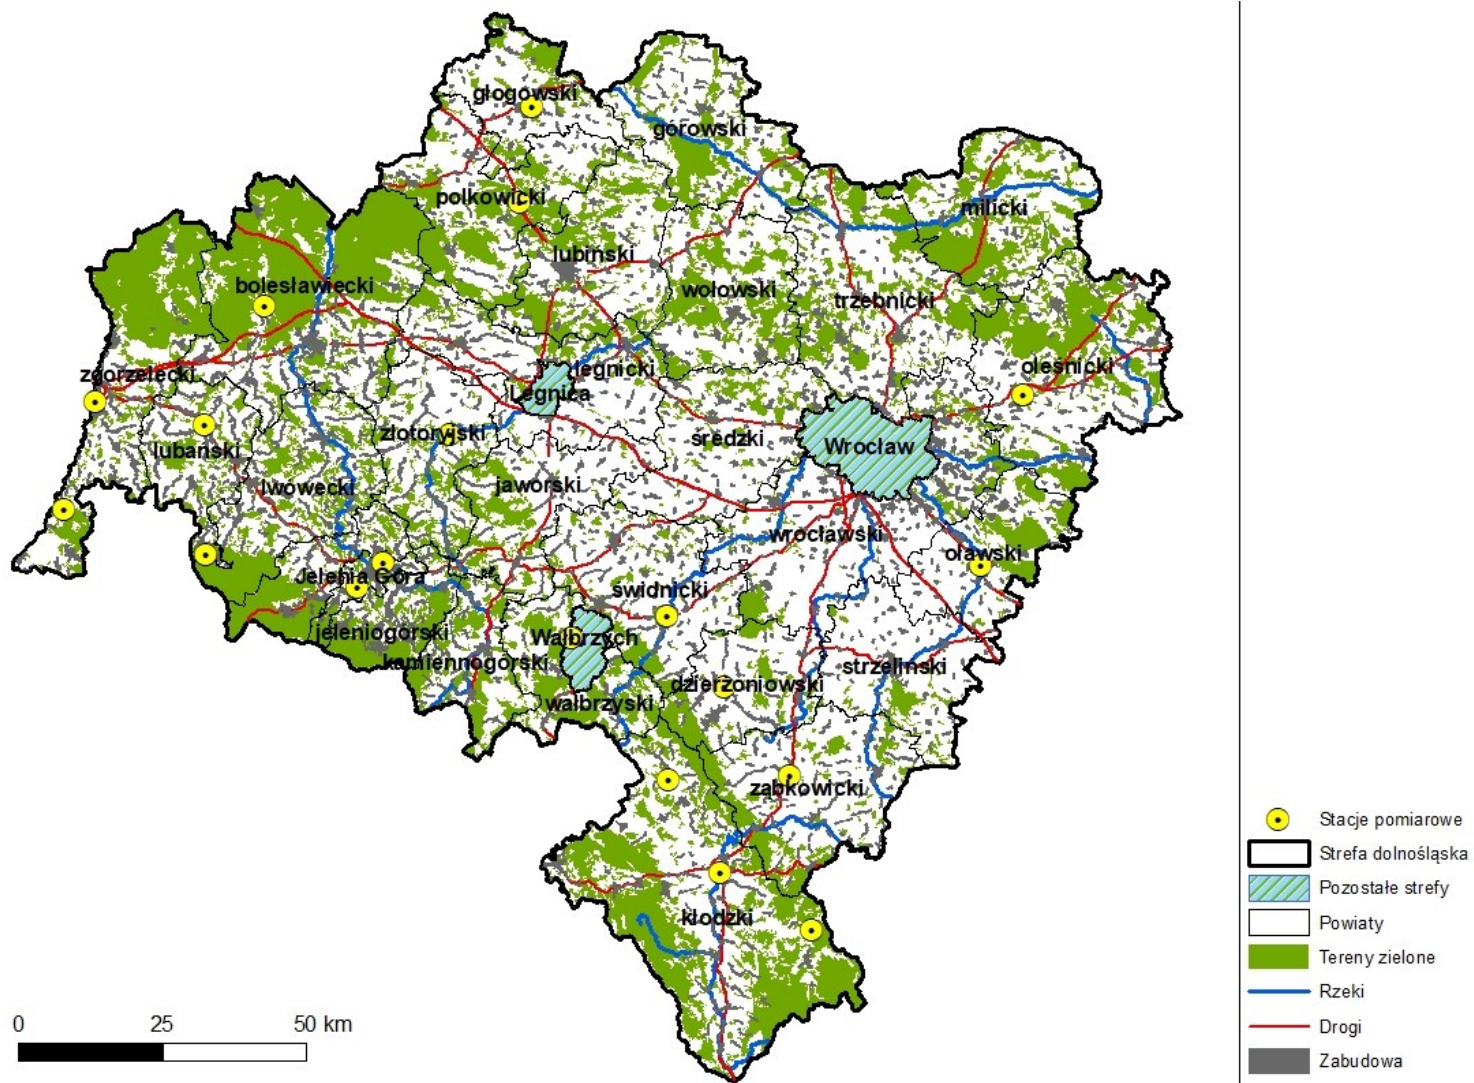 głogowski
górowski
polkowicki
milicki
lubiński
bolesławiecki
wołowski
trzebnicki
zgorzelecki
legnicki
oleśnicki
Legnica
złotoryjski
średzki
Wrocław
lubański
lwówecki
jaworski
wrocławski
oławski
Jelenia Góra
świdnicki
jeleniogórski
Wałbrzych
kamiennogórski
strzeliński
dzierżoniowski
wałbrzyski
ząbkowicki
kłodzki
Stacje pomiarowe
Strefa dolnośląska
Pozostałe strefy
Powiaty
Tereny zielone
Rzeki
Drogi
Zabudowa
0 25 50 km